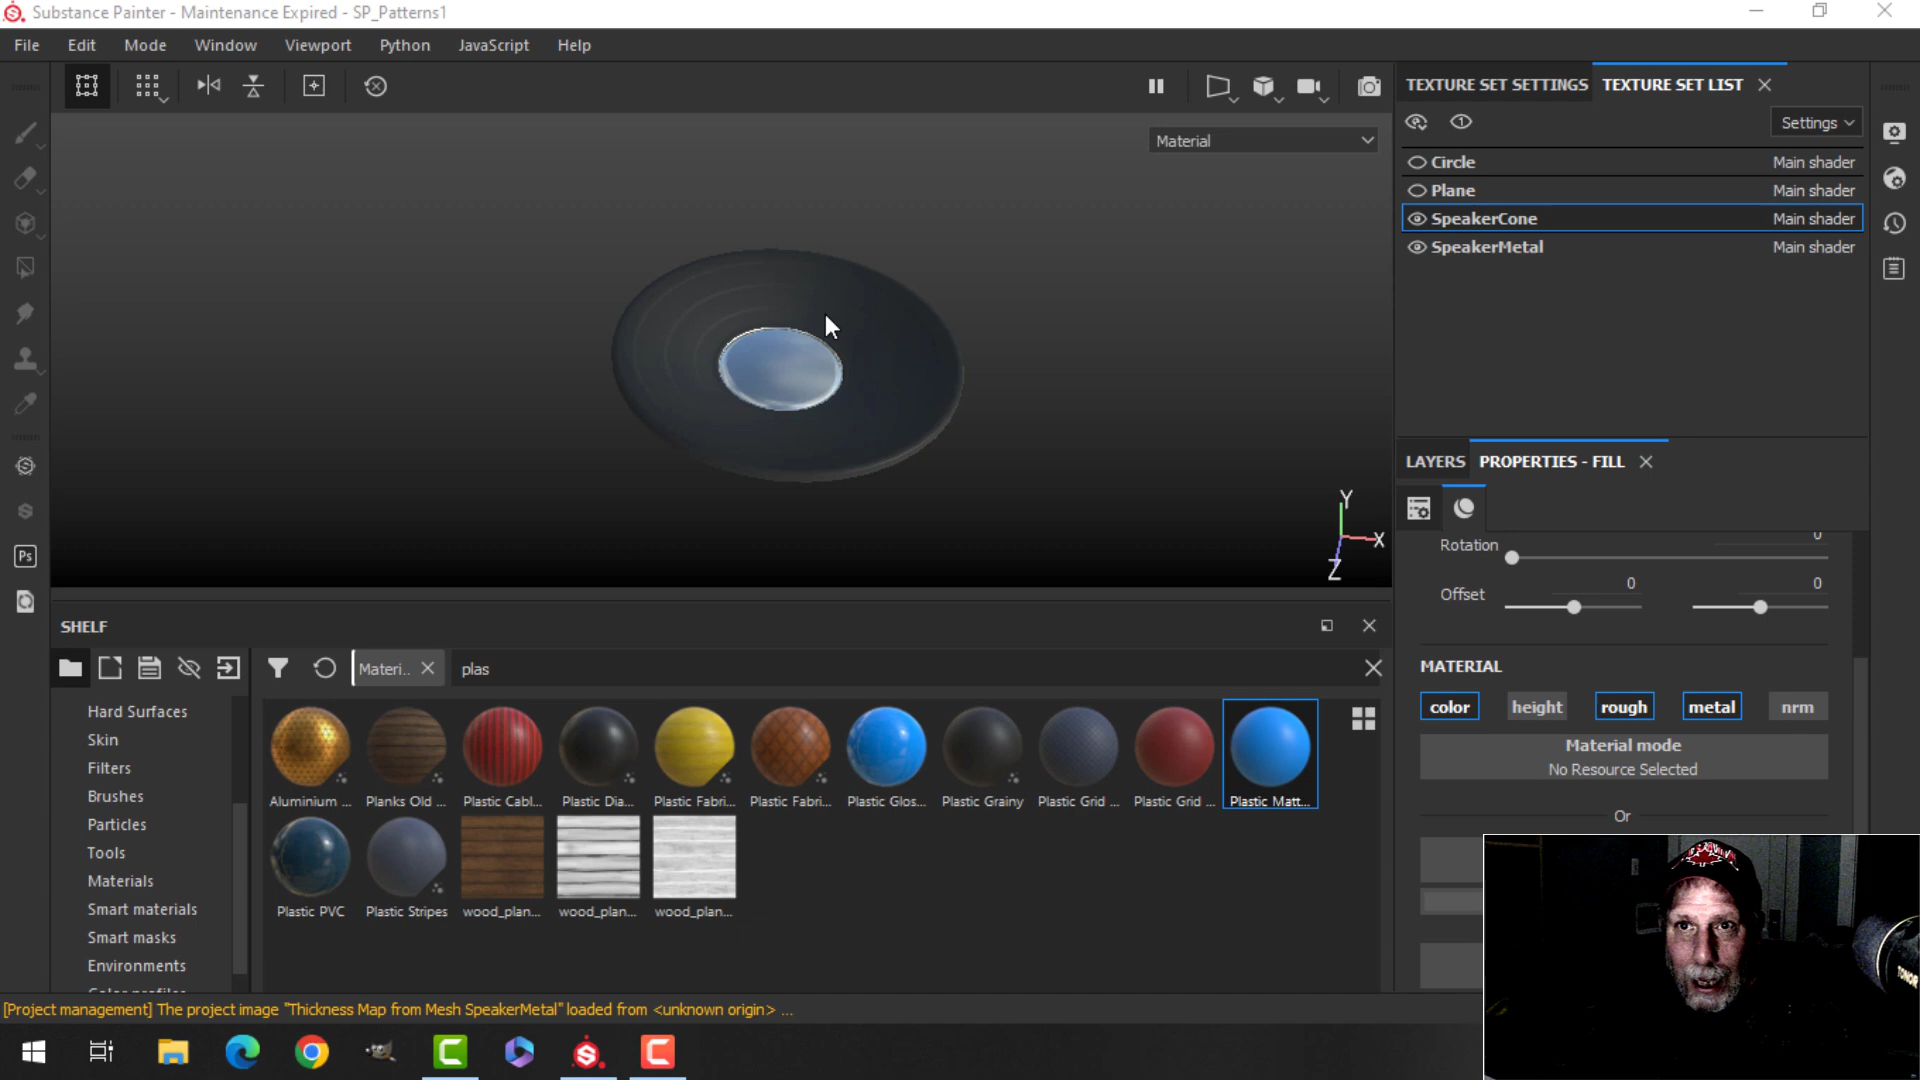 Substance Painter - Maintenance Expired - SP_Patterns1
File Edit Mode Window Viewport Python JavaScript Help
TEXTURE SET SETTINGS TEXTURE SET LIST
Settings
Material
Circle Main shader
Plane Main shader
SpeakerCone Main shader
SpeakerMetal Main shader
Y
X
Z
LAYERS PROPERTIES - FILL
Rotation 0
Offset 0 0
MATERIAL
color height rough metal nrm
Material mode
No Resource Selected
Or
SHELF
Materi.. plas
Hard Surfaces
Skin
Filters
Brushes
Particles
Tools
Materials
Smart materials
Smart masks
Environments
Color profiles
Aluminium ... Planks Old ... Plastic Cabl... Plastic Dia... Plastic Fabri... Plastic Fabri... Plastic Glos... Plastic Grainy Plastic Grid ... Plastic Grid ... Plastic Matt...
Plastic PVC Plastic Stripes wood_plan... wood_plan... wood_plan...
Ps
[Project management] The project image "Thickness Map from Mesh SpeakerMetal" loaded from <unknown origin> ...
TONOR